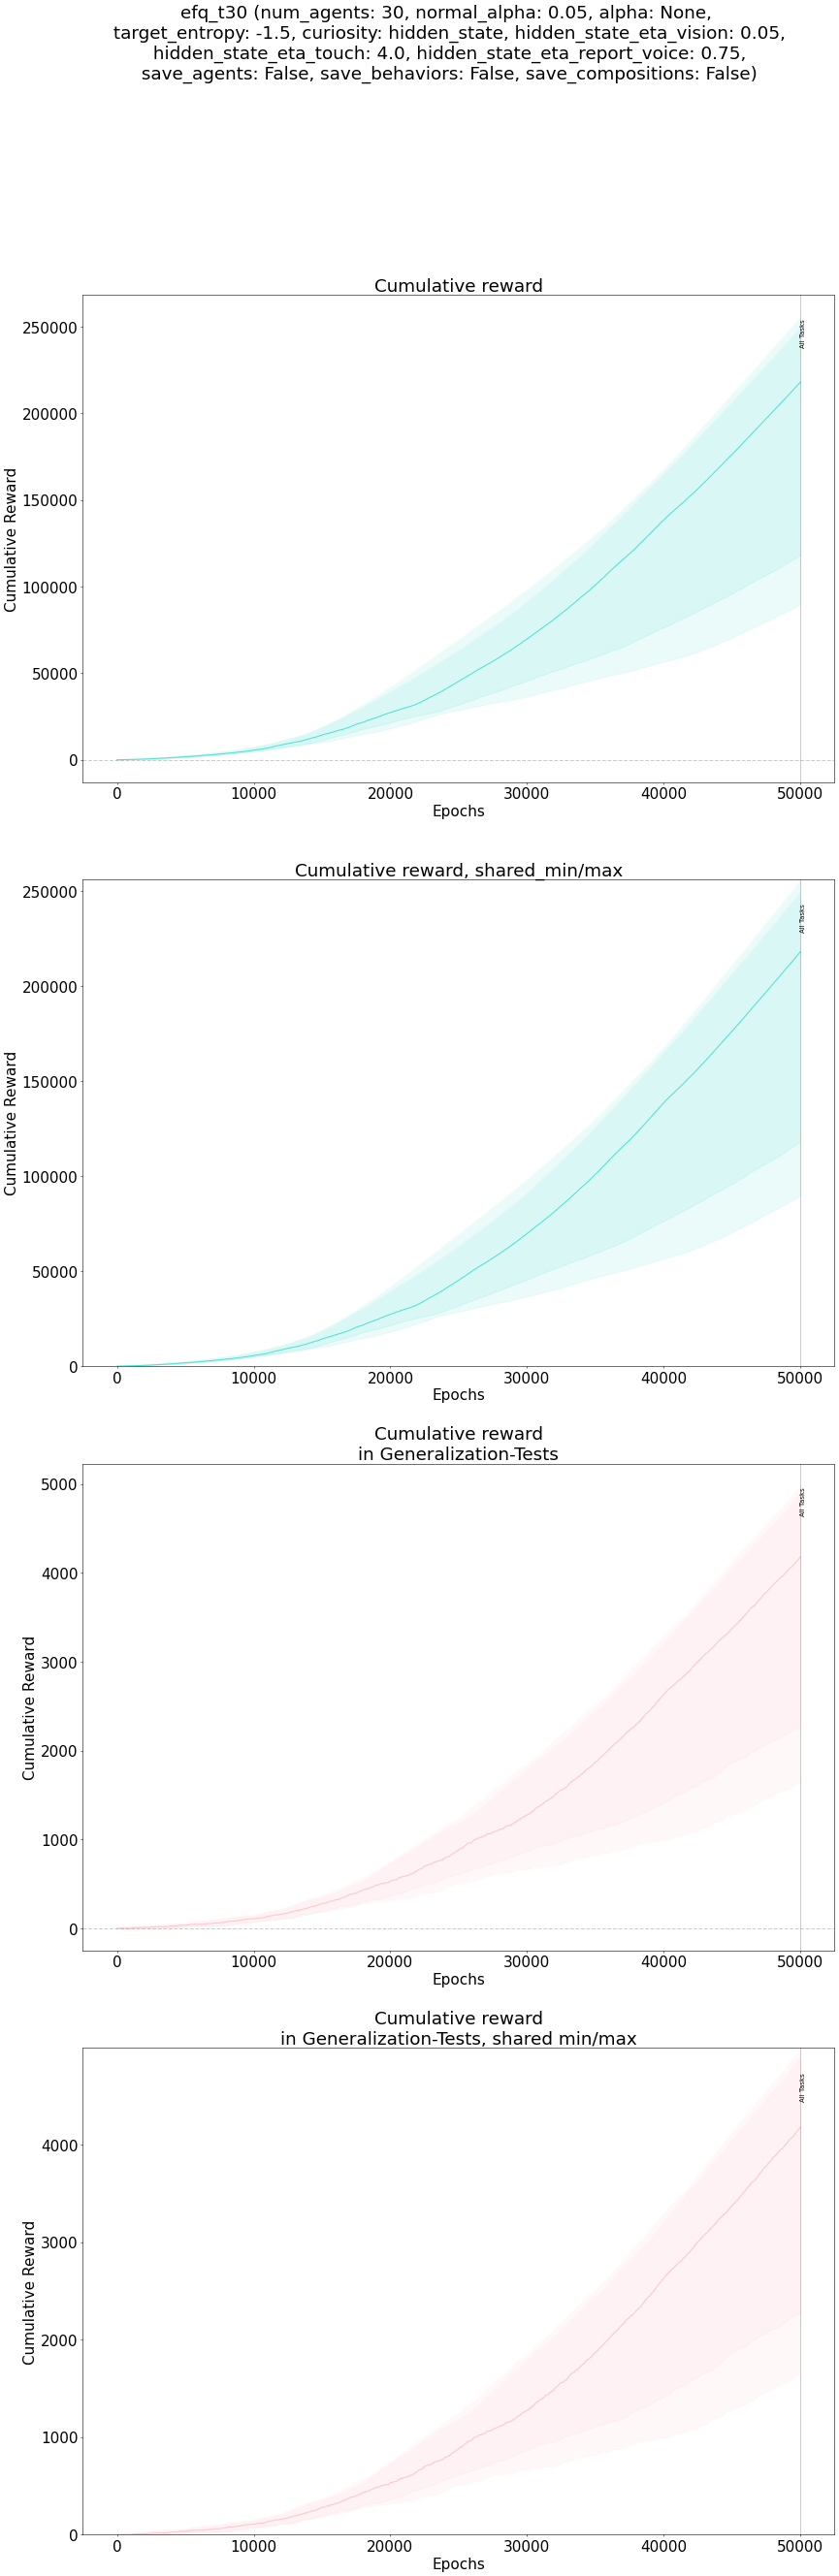 efq_t30 (num_agents: 30, normal_alpha: 0.05, alpha: None,
target_entropy: -1.5, curiosity: hidden_state, hidden_state_eta_vision: 0.05,
hidden_state_eta_touch: 4.0, hidden_state_eta_report_voice: 0.75,
save_agents: False, save_behaviors: False, save_compositions: False)
Cumulative reward
250000
200000
150000
100000
50000
0
Cumulative Reward
All Tasks
0 10000 20000 30000 40000 50000
Epochs
Cumulative reward, shared_min/max
250000
200000
150000
100000
50000
0
Cumulative Reward
All Tasks
0 10000 20000 30000 40000 50000
Epochs
Cumulative reward
in Generalization-Tests
5000
4000
3000
2000
1000
0
Cumulative Reward
All Tasks
0 10000 20000 30000 40000 50000
Epochs
Cumulative reward
in Generalization-Tests, shared min/max
4000
3000
2000
1000
0
Cumulative Reward
All Tasks
0 10000 20000 30000 40000 50000
Epochs